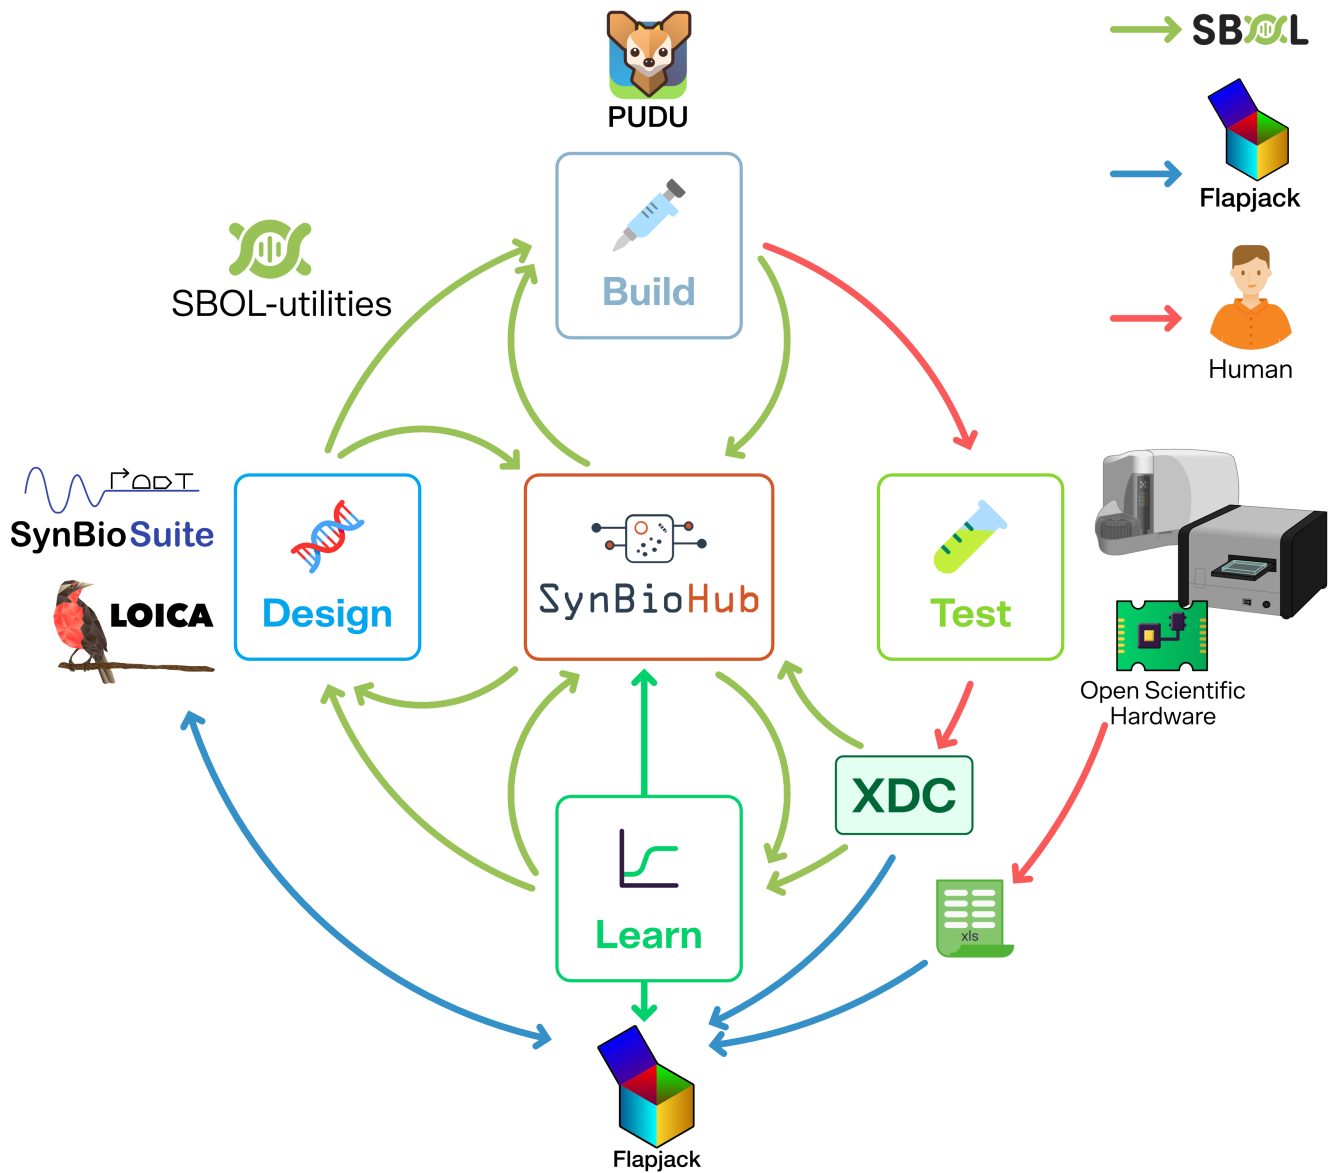 PUDU
SBOL
Flapjack
Human
Build
SBOL-utilities
SynBioSuite
LOICA
Design
SynBioHub
Test
Open Scientific
Hardware
XDC
xls
Learn
Flapjack